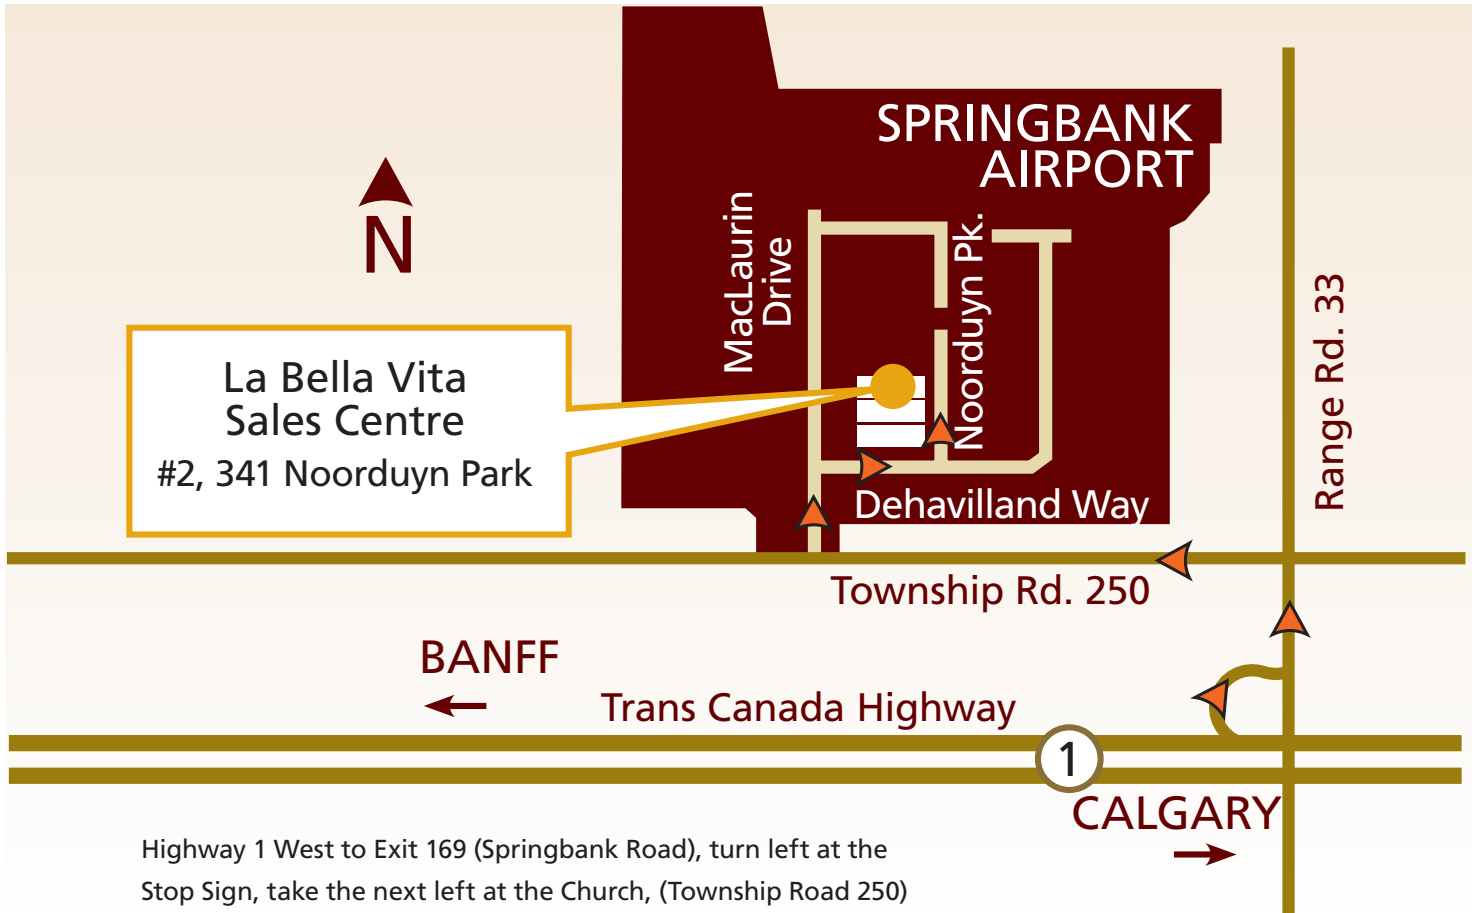 SPRINGBANK
AIRPORT
N
MacLaurin
Drive
Noorduyn Pk.
Range Rd. 33
La Bella Vita
Sales Centre
#2, 341 Noorduyn Park
Dehavilland Way
Township Rd. 250
BANFF
Trans Canada Highway
1
CALGARY
Highway 1 West to Exit 169 (Springbank Road), turn left at the
Stop Sign, take the next left at the Church, (Township Road 250)